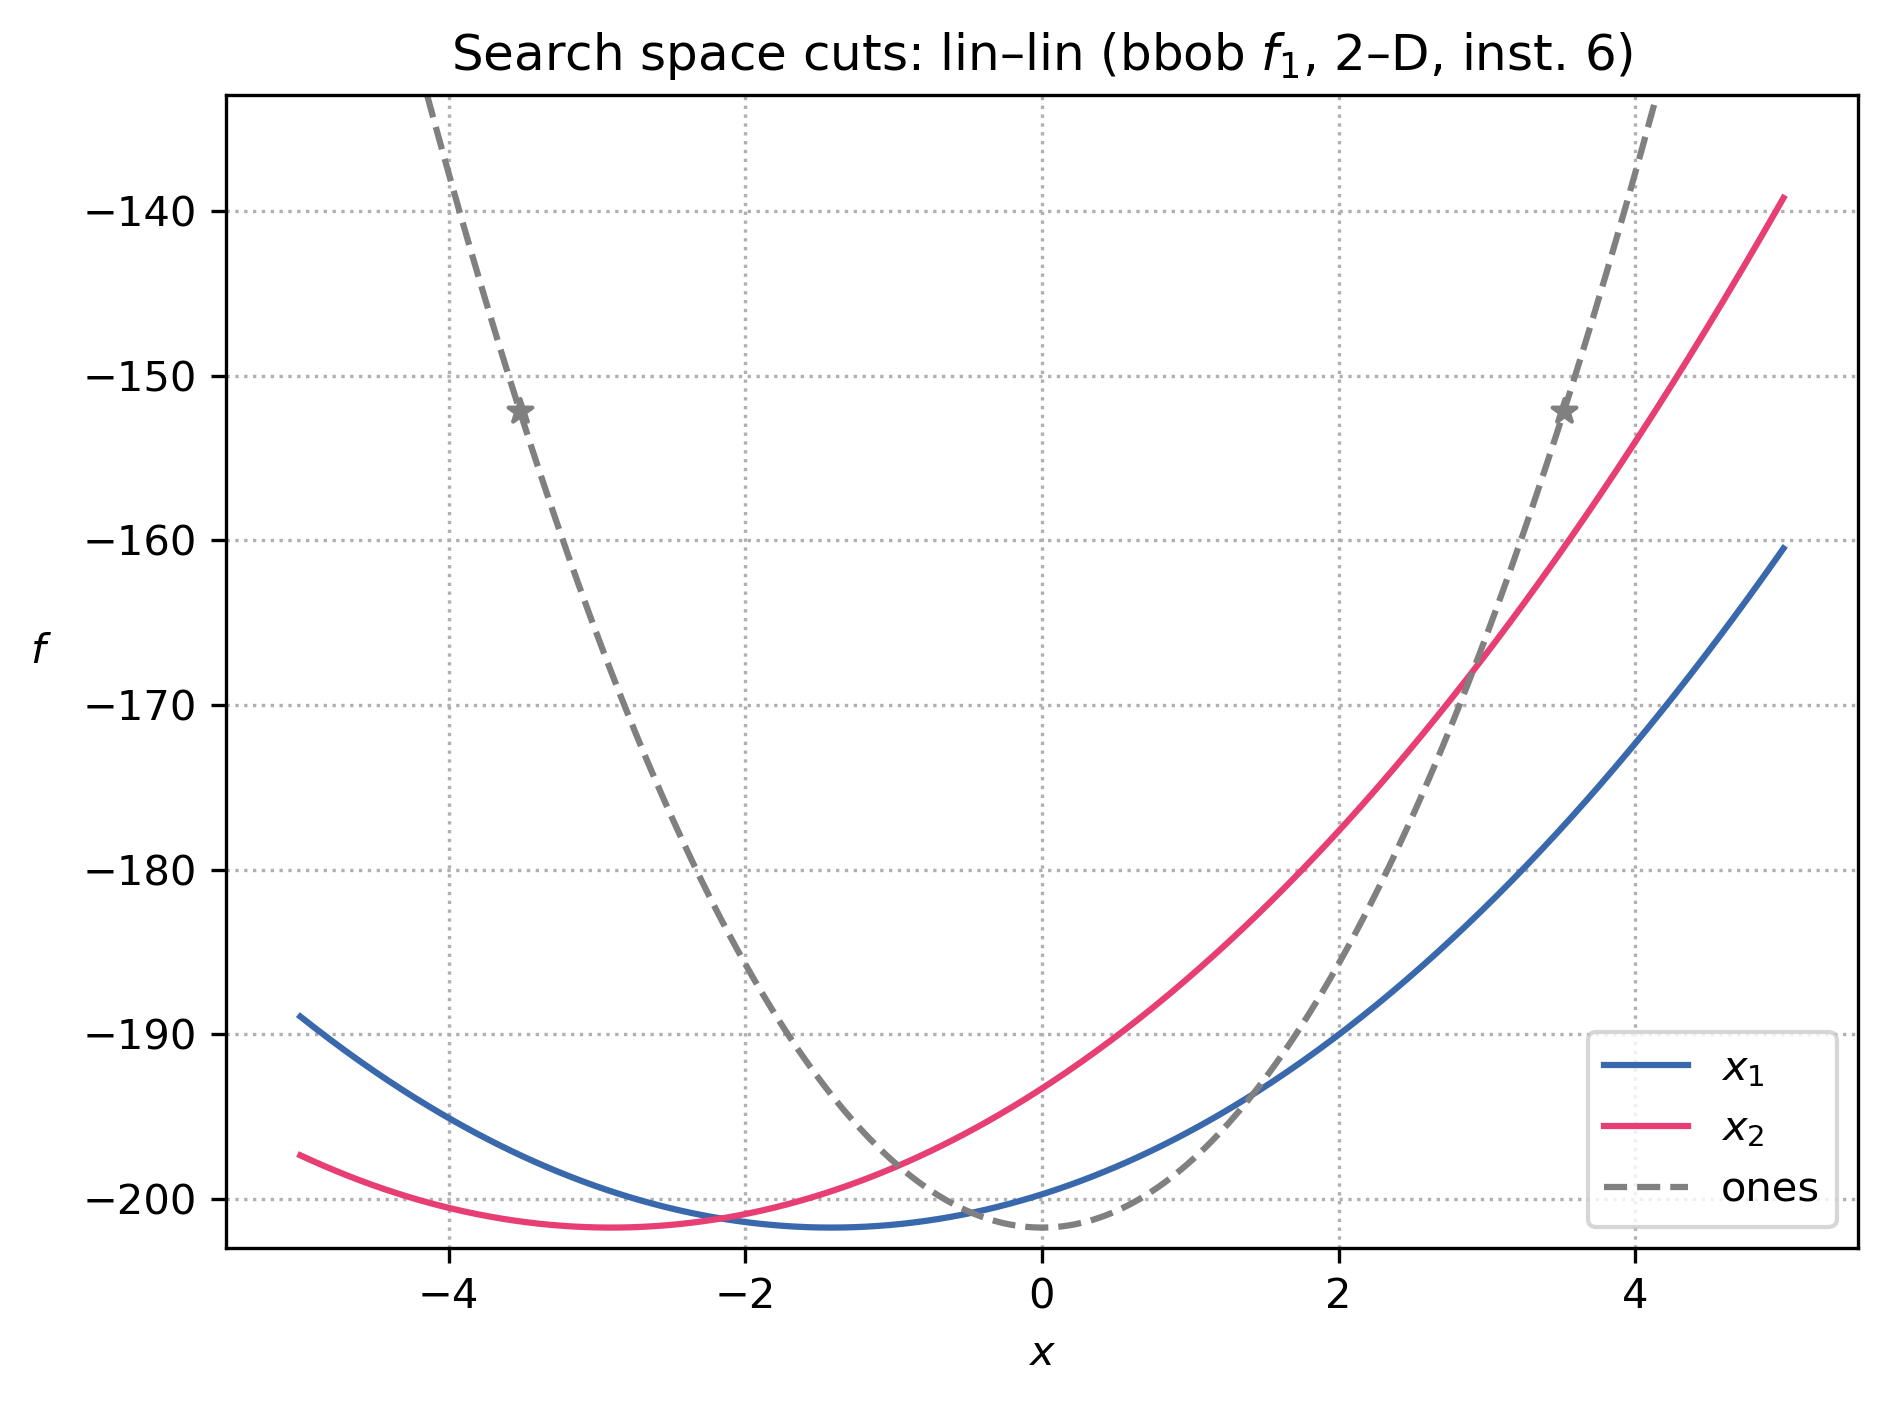 Search space cuts: lin–lin (bbob f₁, 2–D, inst. 6)
−140
−150
−160
f
−170
−180
−190
−200
x₁
x₂
ones
−4
−2
0
2
4
x